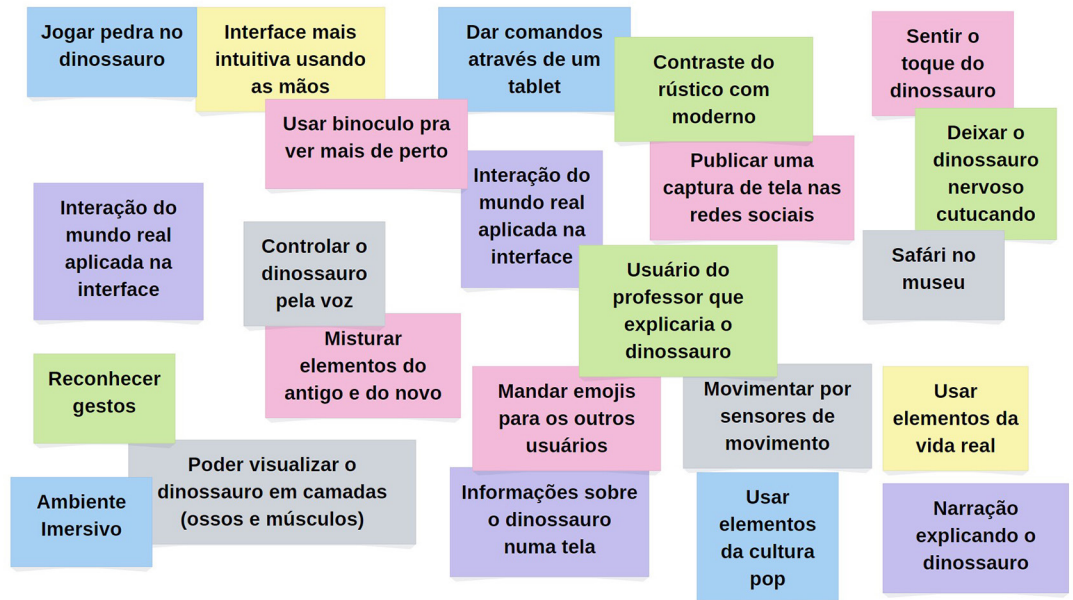 Jogar pedra no
dinossauro
Interface mais
intuitiva usando
as mãos
Dar comandos
através de um
tablet
Contraste do
rústico com
moderno
Sentir o
toque do
dinossauro
Usar binoculo pra
ver mais de perto
Deixar o
dinossauro
nervoso
cutucando
Interação do
mundo real
aplicada na
interface
Publicar uma
captura de tela nas
redes sociais
Interação do
mundo real
aplicada na
interface
Controlar o
dinossauro
pela voz
Usuário do
professor que
explicaria o
dinossauro
Safári no
museu
Misturar
elementos do
antigo e do novo
Reconhecer
gestos
Mandar emojis
para os outros
usuários
Movimentar por
sensores de
movimento
Usar
elementos da
vida real
Poder visualizar o
dinossauro em camadas
(ossos e músculos)
Ambiente
Imersivo
Informações sobre
o dinossauro
numa tela
Usar
elementos
da cultura
pop
Narração
explicando o
dinossauro